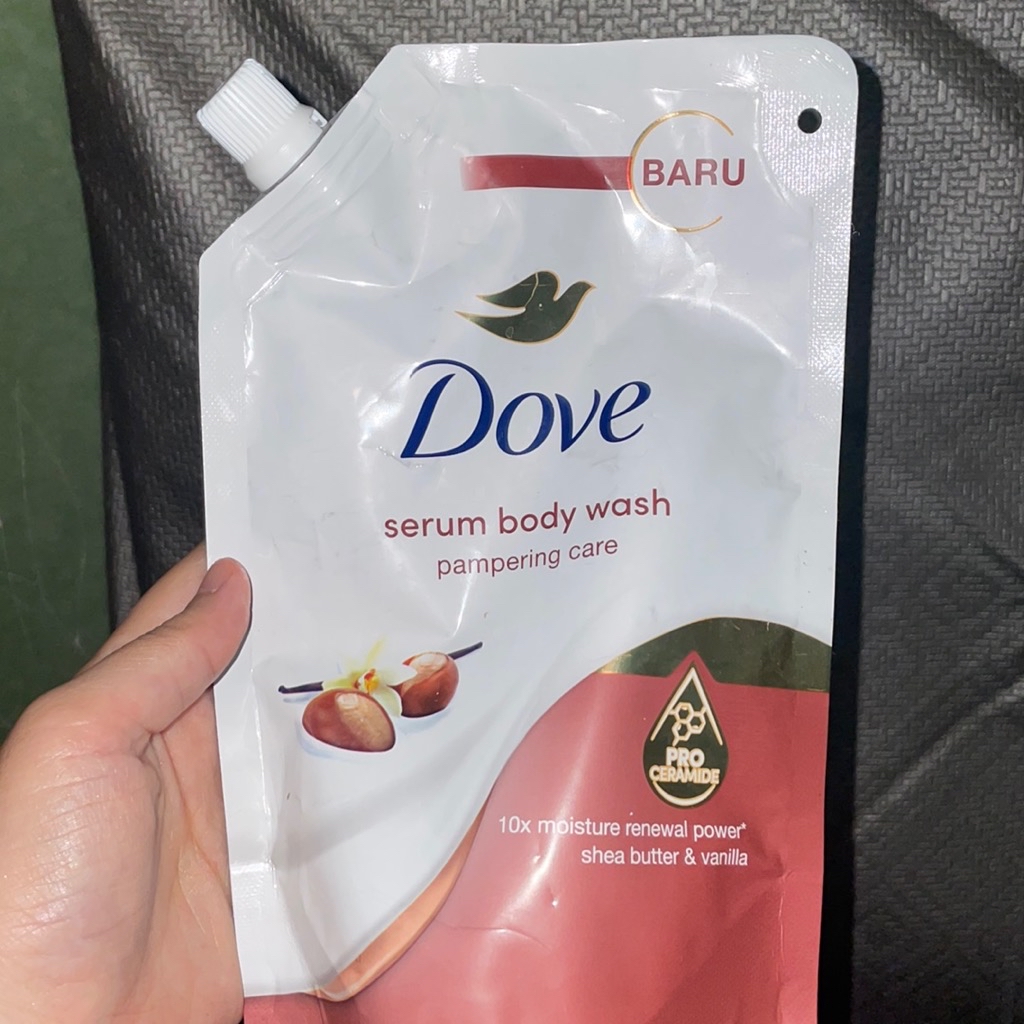 BARU
Dove
serum body wash
pampering care
PRO
CERAMIDE
10x moisture renewal power*
shea butter & vanilla